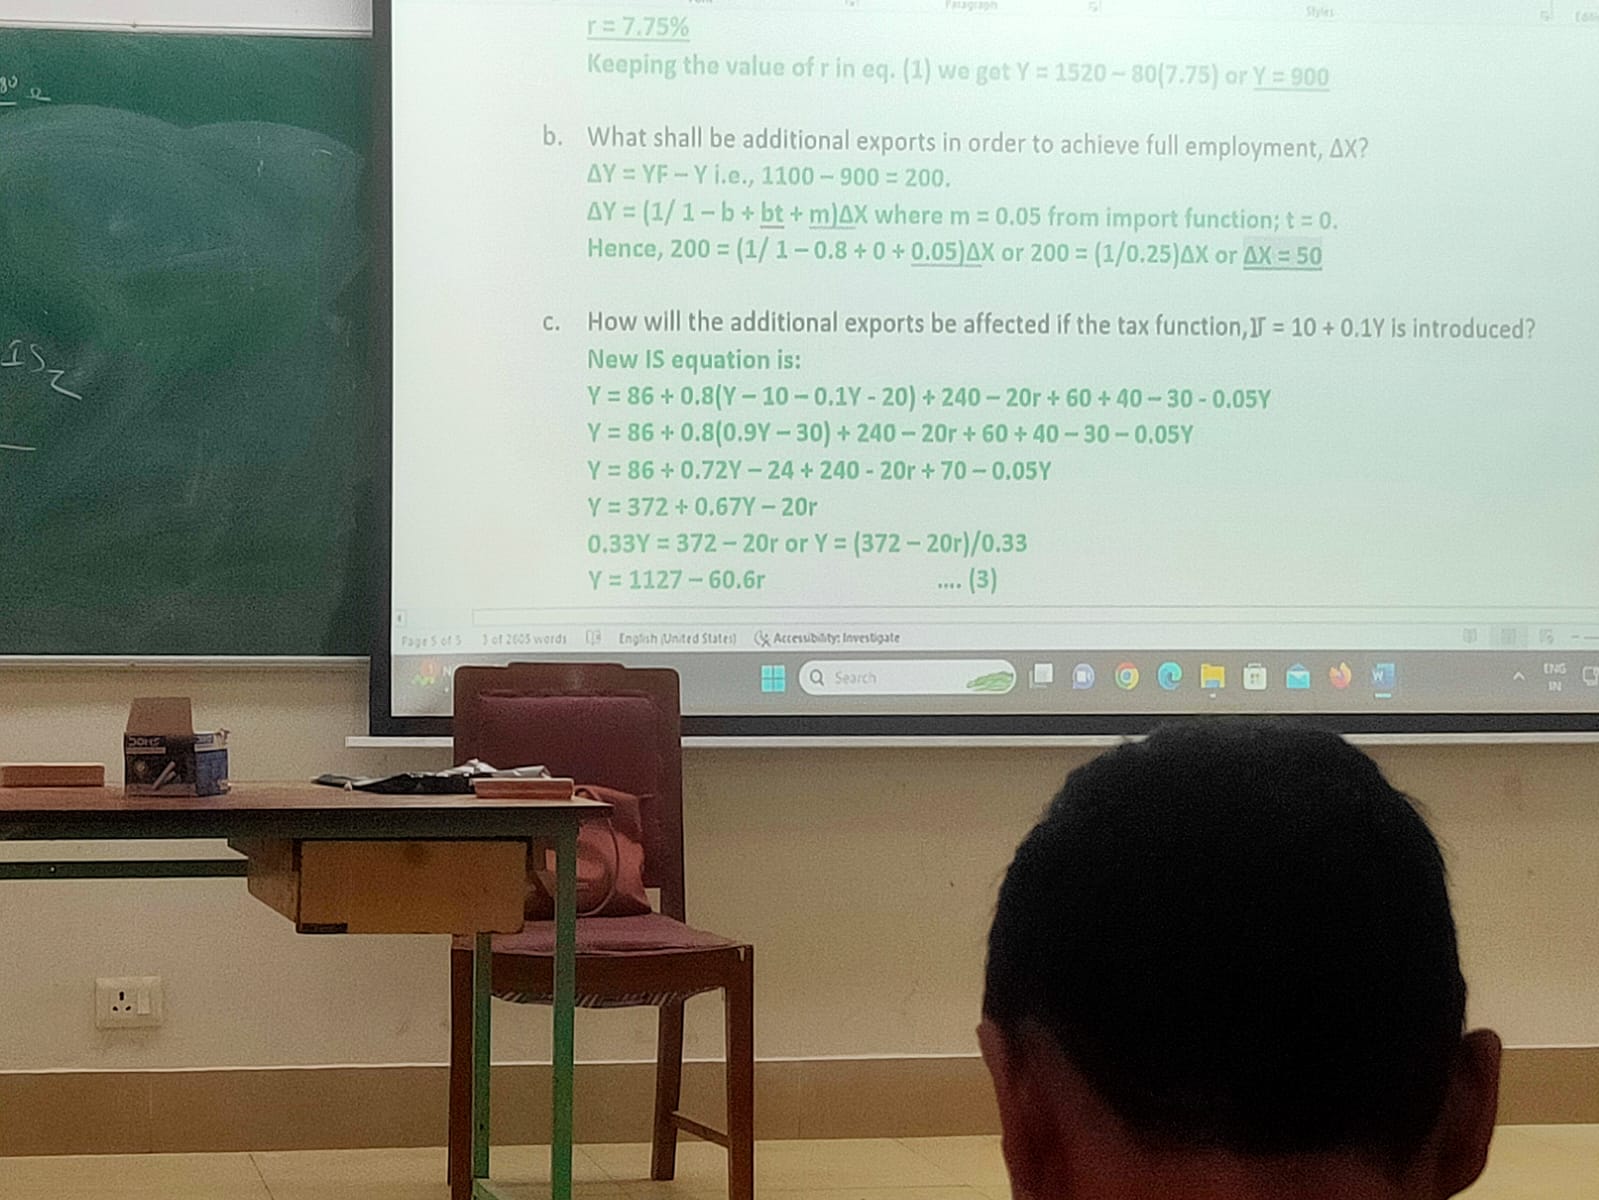 Paragraph
Styles
r = 7.75%
Keeping the value of r in eq. (1) we get Y = 1520 – 80(7.75) or Y = 900
b. What shall be additional exports in order to achieve full employment, ΔX?
ΔY = YF – Y i.e., 1100 – 900 = 200.
ΔY = (1/ 1 – b + bt + m)ΔX where m = 0.05 from import function; t = 0.
Hence, 200 = (1/ 1 – 0.8 + 0 + 0.05)ΔX or 200 = (1/0.25)ΔX or ΔX = 50
c. How will the additional exports be affected if the tax function, T = 10 + 0.1Y is introduced?
New IS equation is:
Y = 86 + 0.8(Y – 10 – 0.1Y - 20) + 240 – 20r + 60 + 40 – 30 - 0.05Y
Y = 86 + 0.8(0.9Y – 30) + 240 – 20r + 60 + 40 – 30 – 0.05Y
Y = 86 + 0.72Y – 24 + 240 - 20r + 70 – 0.05Y
Y = 372 + 0.67Y – 20r
0.33Y = 372 – 20r or Y = (372 – 20r)/0.33
Y = 1127 – 60.6r .... (3)
IS2
Page 5 of 5 3 of 2605 words English (United States) Accessibility: Investigate
Search
ENG
IN